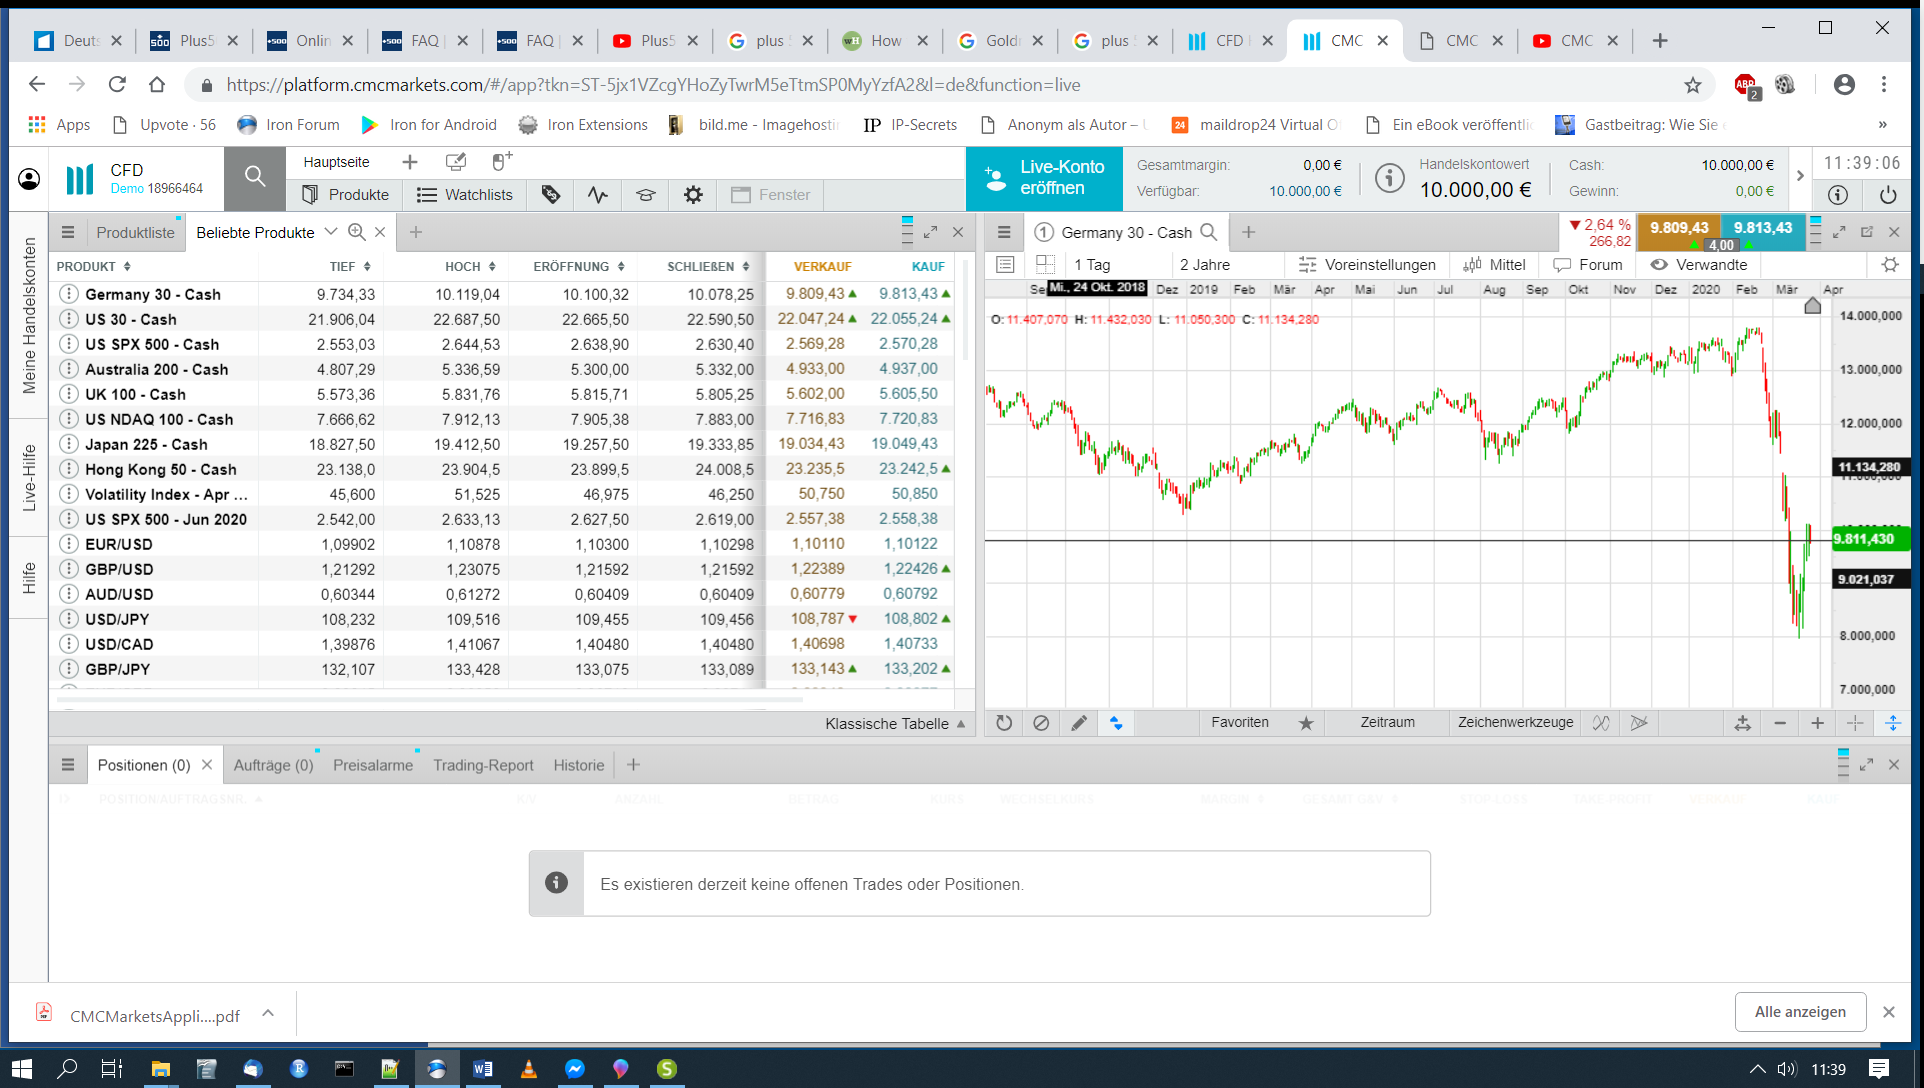 Deuts
Plus5
Onlin
FAQ |
FAQ |
Plus5
plus
How
Goldr
plus
CFD
CMC
CMC
CMC
https://platform.cmcmarkets.com/#/app?tkn=ST-5jx1VZcgYHoZyTwrM5eTtmSP0MyYzfA2&l=de&function=live
ABP
2
Apps
Upvote · 56
Iron Forum
Iron for Android
Iron Extensions
bild.me - Imagehosti
IP IP-Secrets
Anonym als Autor –
24 maildrop24 Virtual O
Ein eBook veröffentli
Gastbeitrag: Wie Sie
»
CFD
Demo 18966464
Hauptseite
Produkte
Watchlists
Fenster
Live-Konto
eröffnen
Gesamtmargin: 0,00 €
Verfügbar: 10.000,00 €
Handelskontowert
10.000,00 €
Cash: 10.000,00 €
Gewinn: 0,00 €
11:39:06
Meine Handelskonten
Live-Hilfe
Hilfe
Produktliste
Beliebte Produkte
PRODUKT TIEF HOCH ERÖFFNUNG SCHLIEßEN VERKAUF KAUF
Germany 30 - Cash 9.734,33 10.119,04 10.100,32 10.078,25 9.809,43 9.813,43
US 30 - Cash 21.906,04 22.687,50 22.665,50 22.590,50 22.047,24 22.055,24
US SPX 500 - Cash 2.553,03 2.644,53 2.638,90 2.630,40 2.569,28 2.570,28
Australia 200 - Cash 4.807,29 5.336,59 5.300,00 5.332,00 4.933,00 4.937,00
UK 100 - Cash 5.573,36 5.831,76 5.815,71 5.805,25 5.602,00 5.605,50
US NDAQ 100 - Cash 7.666,62 7.912,13 7.905,38 7.883,00 7.716,83 7.720,83
Japan 225 - Cash 18.827,50 19.412,50 19.257,50 19.333,85 19.034,43 19.049,43
Hong Kong 50 - Cash 23.138,0 23.904,5 23.899,5 24.008,5 23.235,5 23.242,5
Volatility Index - Apr ... 45,600 51,525 46,975 46,250 50,750 50,850
US SPX 500 - Jun 2020 2.542,00 2.633,13 2.627,50 2.619,00 2.557,38 2.558,38
EUR/USD 1,09902 1,10878 1,10300 1,10298 1,10110 1,10122
GBP/USD 1,21292 1,23075 1,21592 1,21592 1,22389 1,22426
AUD/USD 0,60344 0,61272 0,60409 0,60409 0,60779 0,60792
USD/JPY 108,232 109,516 109,455 109,456 108,787 108,802
USD/CAD 1,39876 1,41067 1,40480 1,40480 1,40698 1,40733
GBP/JPY 132,107 133,428 133,075 133,089 133,143 133,202
Klassische Tabelle
1 Germany 30 - Cash
2,64 %
266,82
9.809,43 9.813,43
4,00
1 Tag
2 Jahre
Voreinstellungen
Mittel
Forum
Verwandte
Mi., 24 Okt. 2018
Dez 2019 Feb Mär Apr Mai Jun Jul Aug Sep Okt Nov Dez 2020 Feb Mär Apr
O: 11.407,070 H: 11.432,030 L: 11.050,300 C: 11.134,280
14.000,000
13.000,000
12.000,000
11.134,280
11.000,000
9.811,430
9.021,037
8.000,000
7.000,000
Favoriten
Zeitraum
Zeichenwerkzeuge
Positionen (0)
Aufträge (0)
Preisalarme
Trading-Report
Historie
POSITION/AUFTRAGSNR. K/V ANZAHL BETRAG KURS WECHSELKURS MARGIN GESAMT G&V STOP-LOSS TAKE-PROFIT VERKAUF KAUF
Es existieren derzeit keine offenen Trades oder Positionen.
CMCMarketsAppli....pdf
Alle anzeigen
11:39